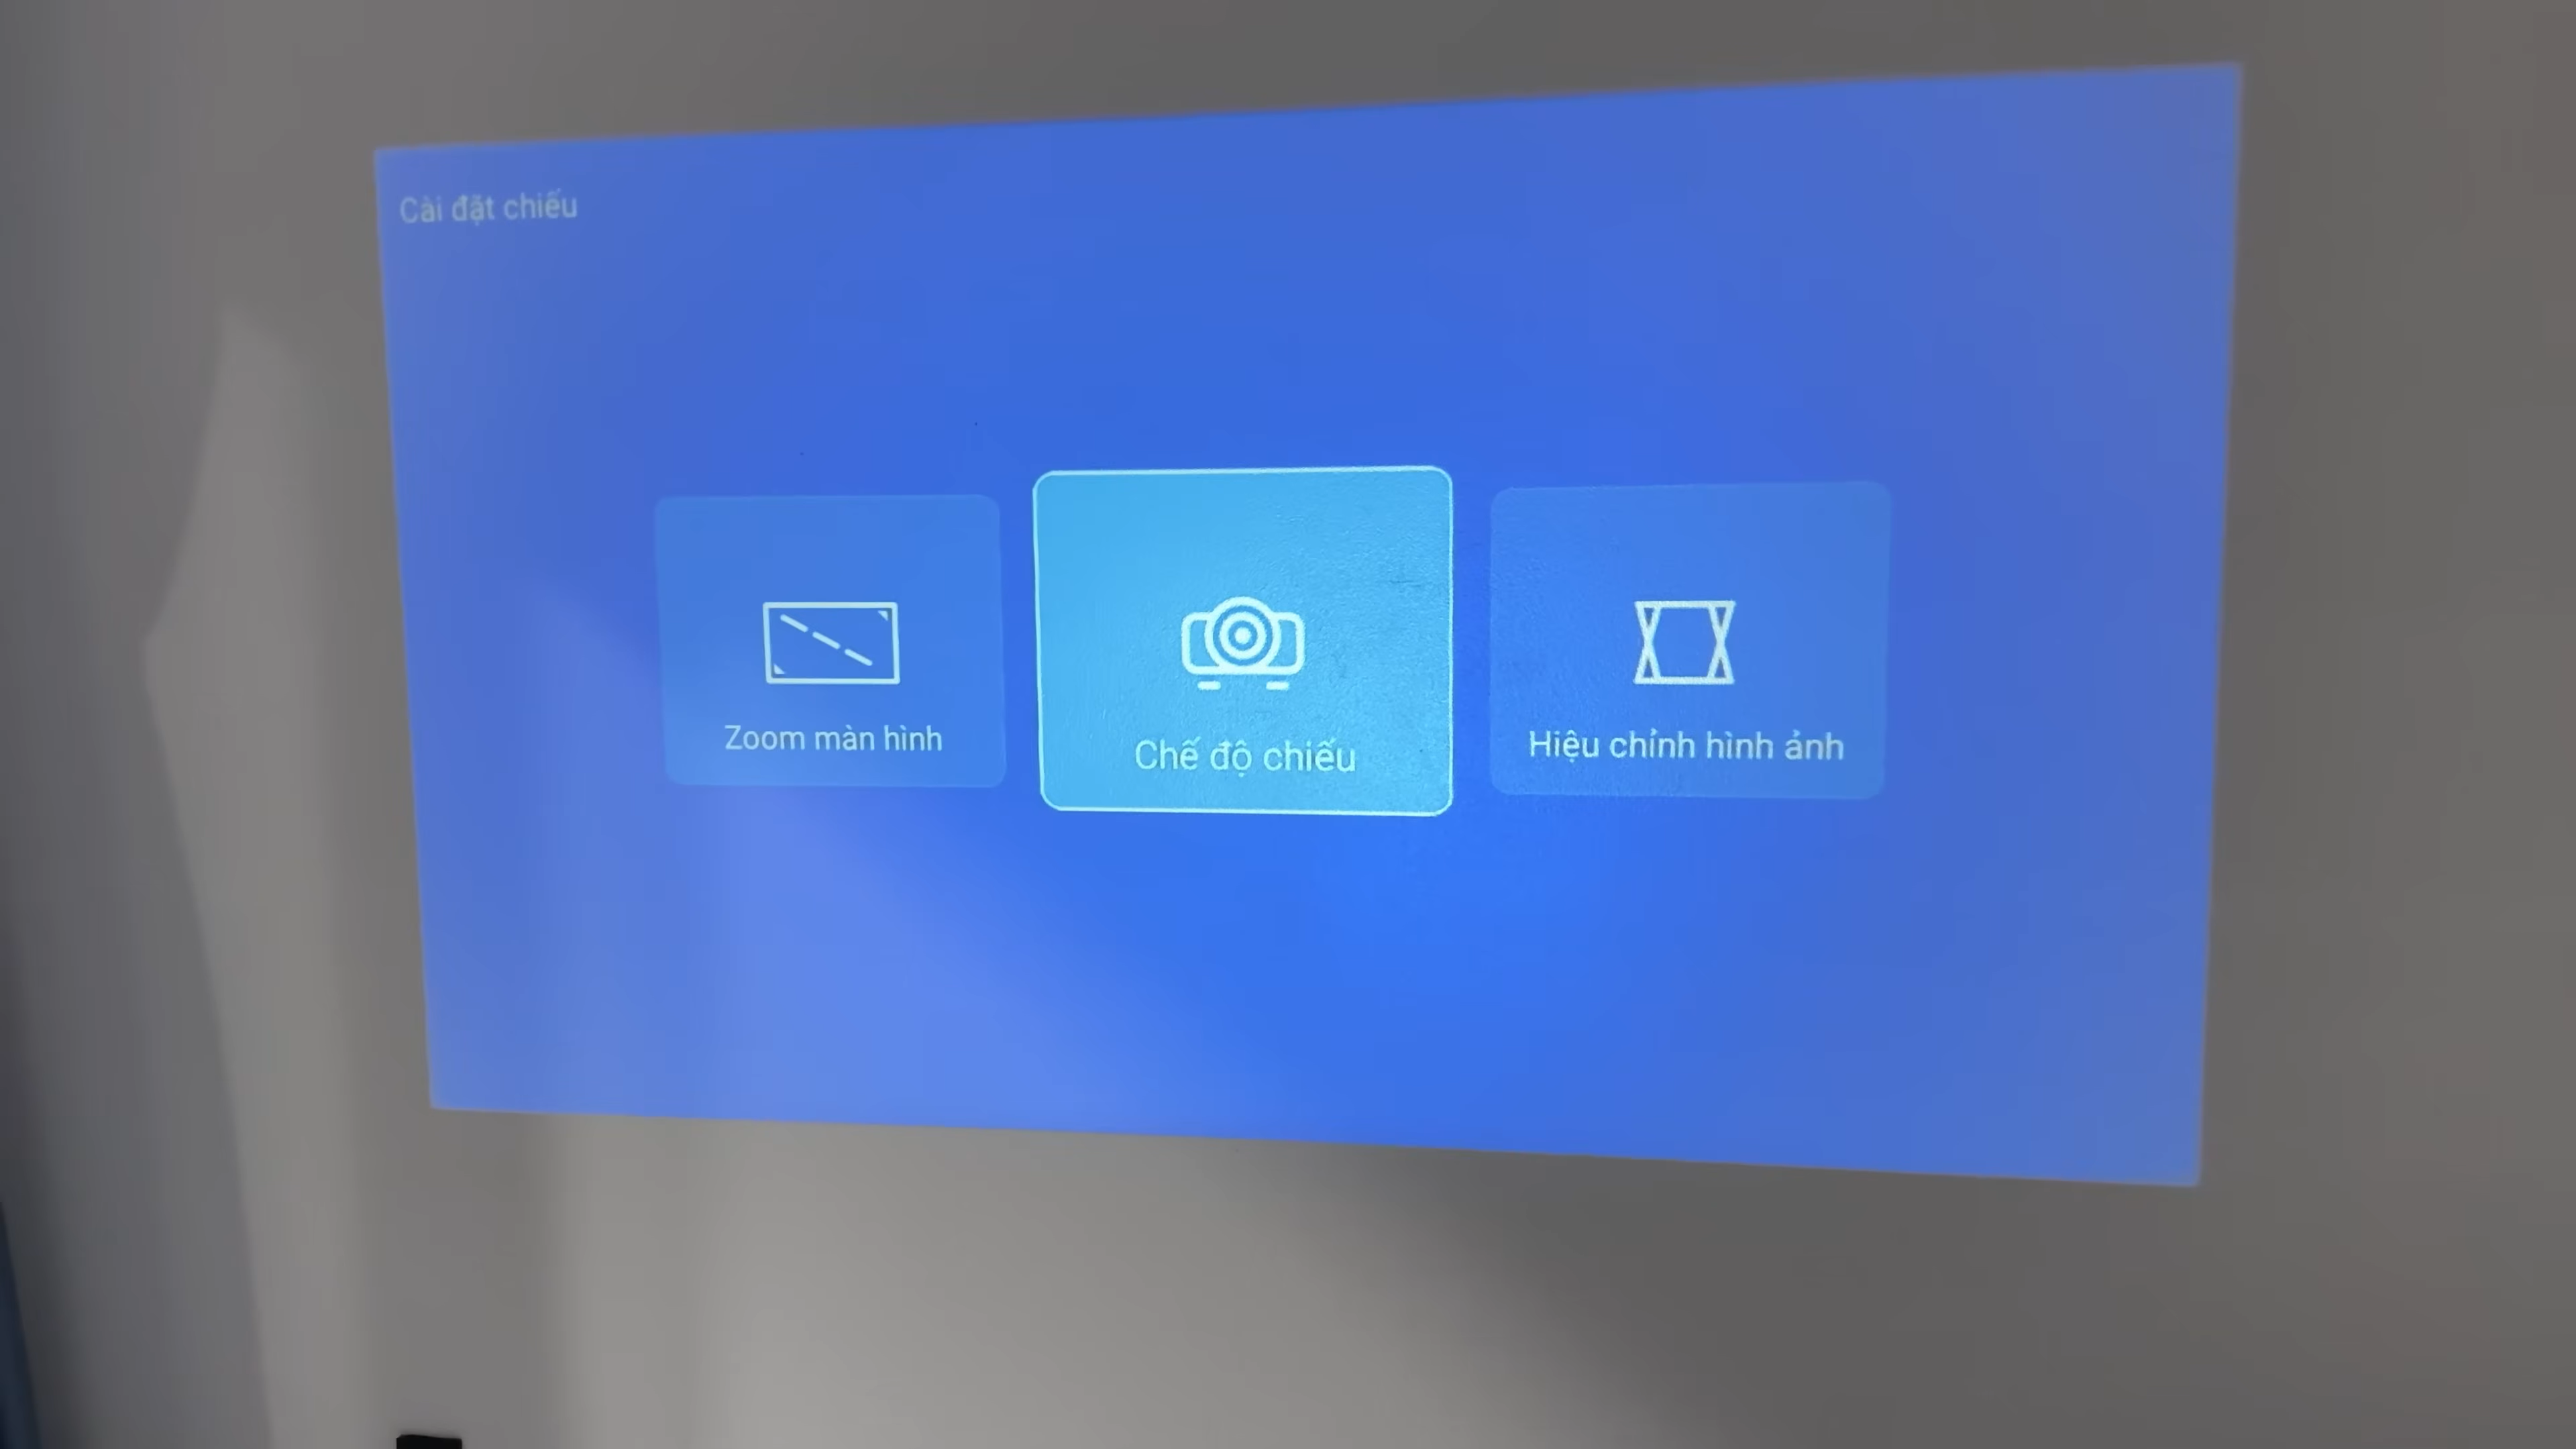 Cài đặt chiếu
Zoom màn hình
Chế độ chiếu
Hiệu chỉnh hình ảnh